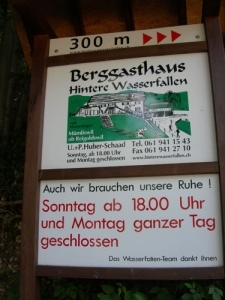 300 m
Berggasthaus
Hintere Wasserfallen
Mümliswil
ob Reigoldswil
U.+P.Huber-Schaad
Sonntag, ab 18.00 Uhr
und Montag geschlossen
Tel. 061 941 15 43
Fax 061 941 27 10
www.hinterewasserfallen.ch
Auch wir brauchen unsere Ruhe !
Sonntag ab 18.00 Uhr
und Montag ganzer Tag
geschlossen
Das Wasserfallen-Team dankt Ihnen